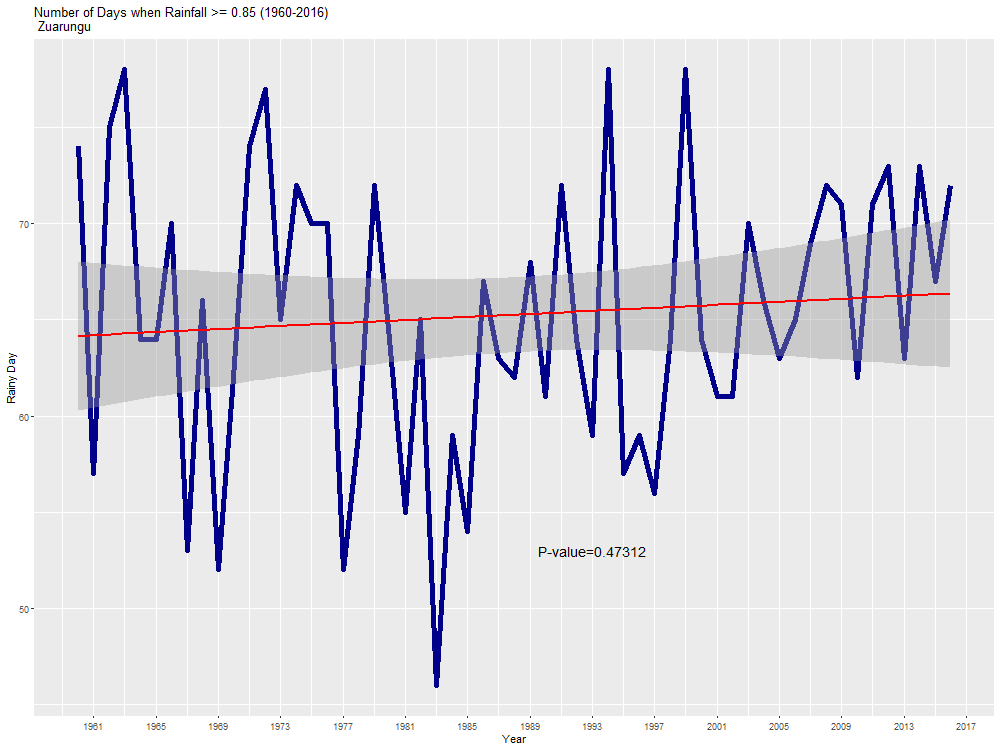 Number of Days when Rainfall >= 0.85 (1960-2016)
Zuarungu
Rainy Day
70
60
50
P-value=0.47312
1961 1965 1969 1973 1977 1981 1985 1989 1993 1997 2001 2005 2009 2013 2017
Year